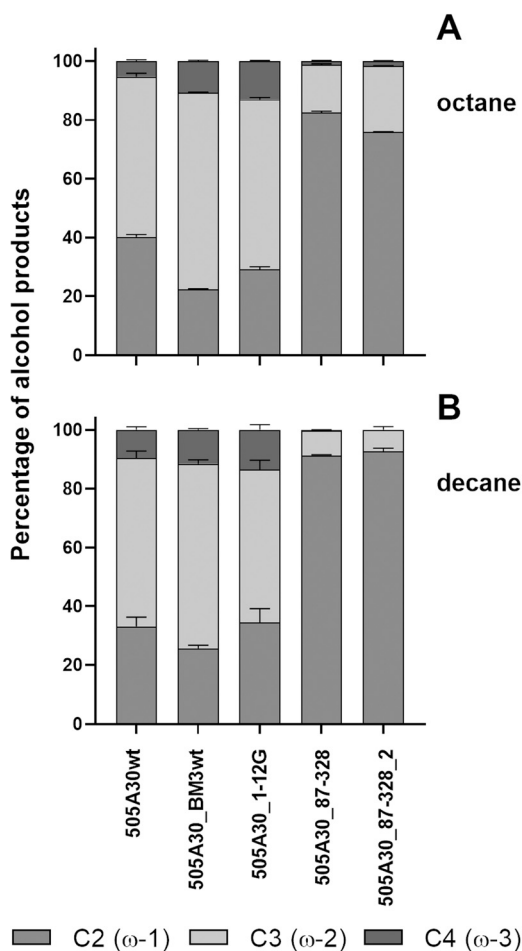 A
octane
Percentage of alcohol products
100
80
60
40
20
0
B
decane
100
80
60
40
20
0
505A30wt
505A30_BM3wt
505A30_1-12G
505A30_87-328
505A30_87-328_2
C2 (ω-1) C3 (ω-2) C4 (ω-3)